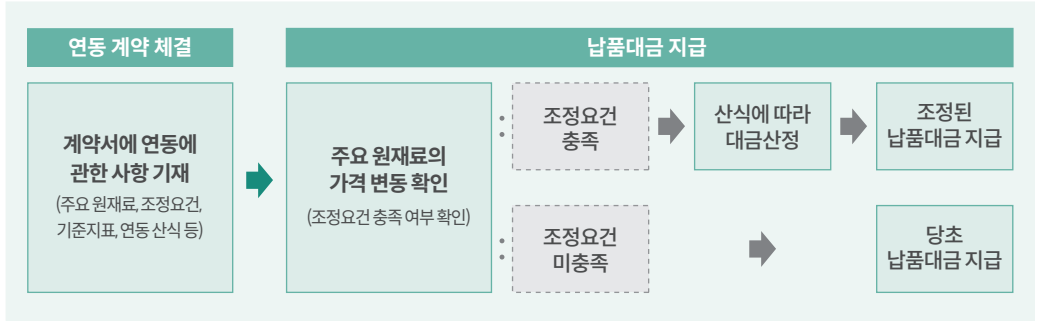 연동 계약 체결
납품대금 지급
계약서에 연동에
관한 사항 기재
(주요 원재료, 조정요건,
기준지표, 연동 산식 등)
주요 원재료의
가격 변동 확인
(조정요건 충족 여부 확인)
조정요건
충족
산식에 따라
대금산정
조정된
납품대금 지급
조정요건
미충족
당초
납품대금 지급